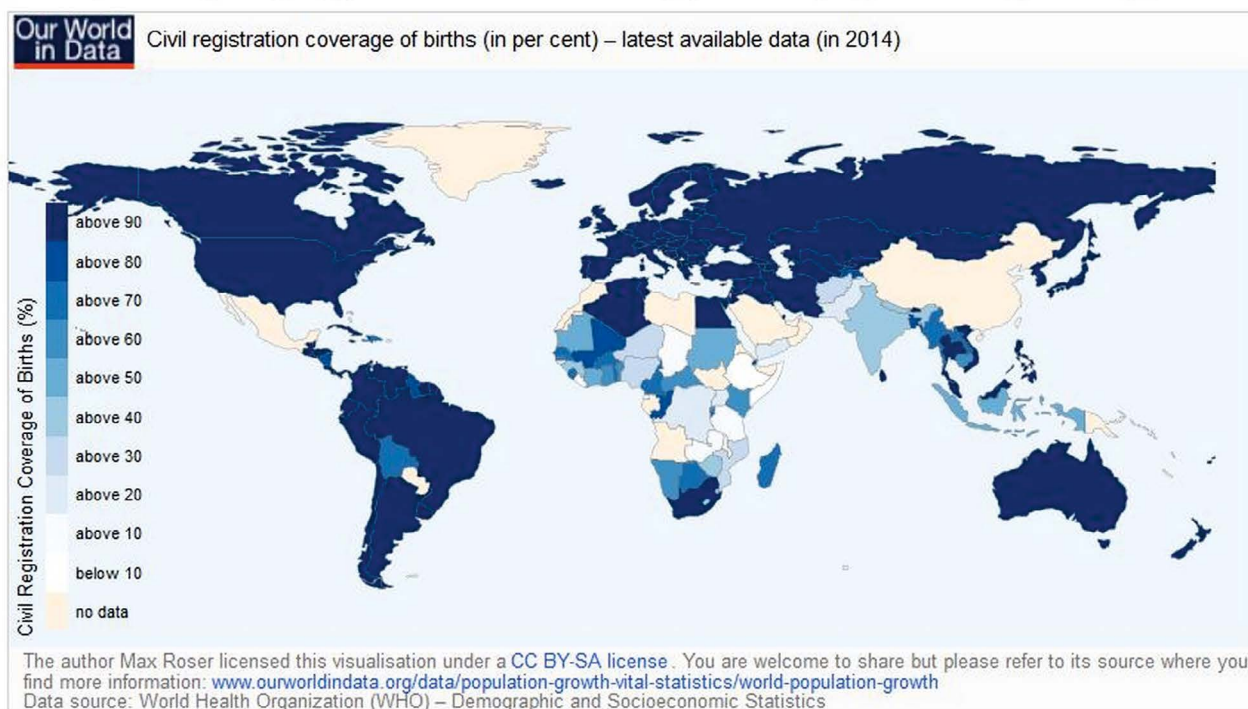 Our World
in Data
Civil registration coverage of births (in per cent) – latest available data (in 2014)
Civil Registration Coverage of Births (%)
above 90
above 80
above 70
above 60
above 50
above 40
above 30
above 20
above 10
below 10
no data
The author Max Roser licensed this visualisation under a CC BY-SA license . You are welcome to share but please refer to its source where you
find more information: www.ourworldindata.org/data/population-growth-vital-statistics/world-population-growth
Data source: World Health Organization (WHO) – Demographic and Socioeconomic Statistics